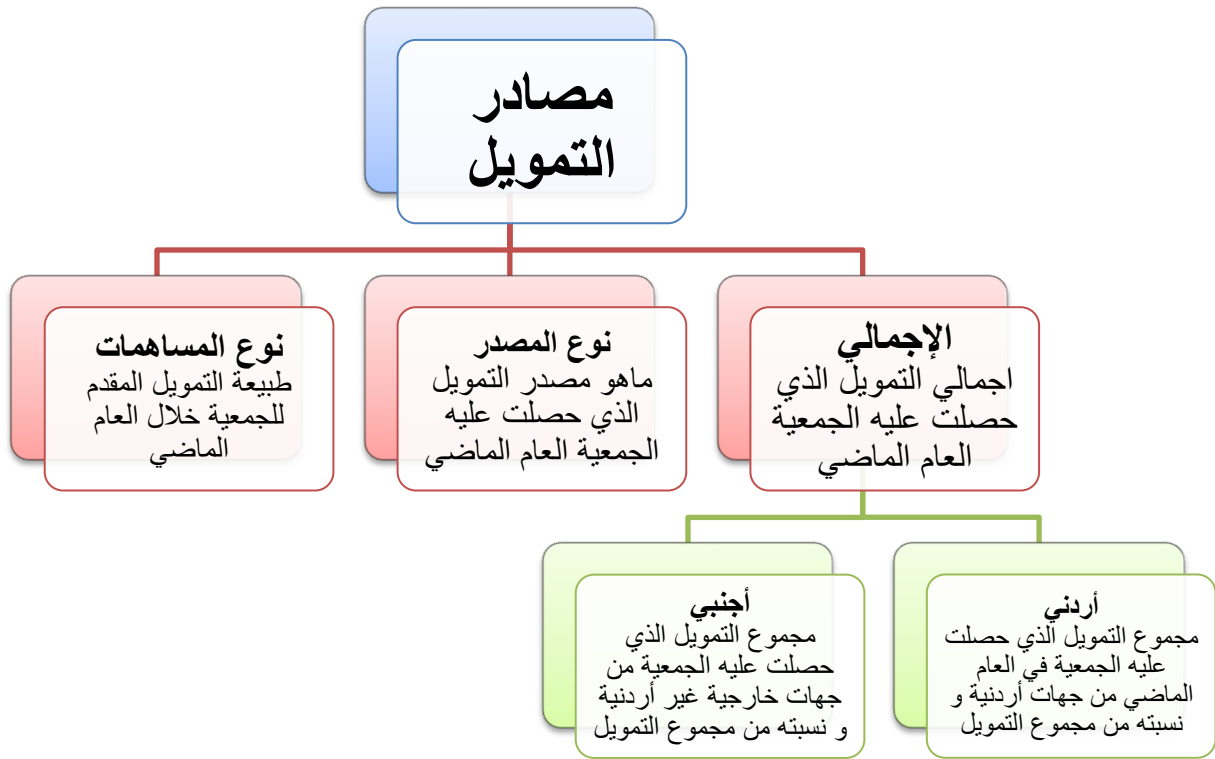 مصادر
التمويل
الإجمالي
اجمالي التمويل الذي
حصلت عليه الجمعية
العام الماضي
نوع المصدر
ماهو مصدر التمويل
الذي حصلت عليه
الجمعية العام الماضي
نوع المساهمات
طبيعة التمويل المقدم
للجمعية خلال العام
الماضي
أردني
مجموع التمويل الذي حصلت
عليه الجمعية في العام
الماضي من جهات أردنية و
نسبته من مجموع التمويل
أجنبي
مجموع التمويل الذي
حصلت عليه الجمعية من
جهات خارجية غير أردنية
و نسبته من مجموع التمويل